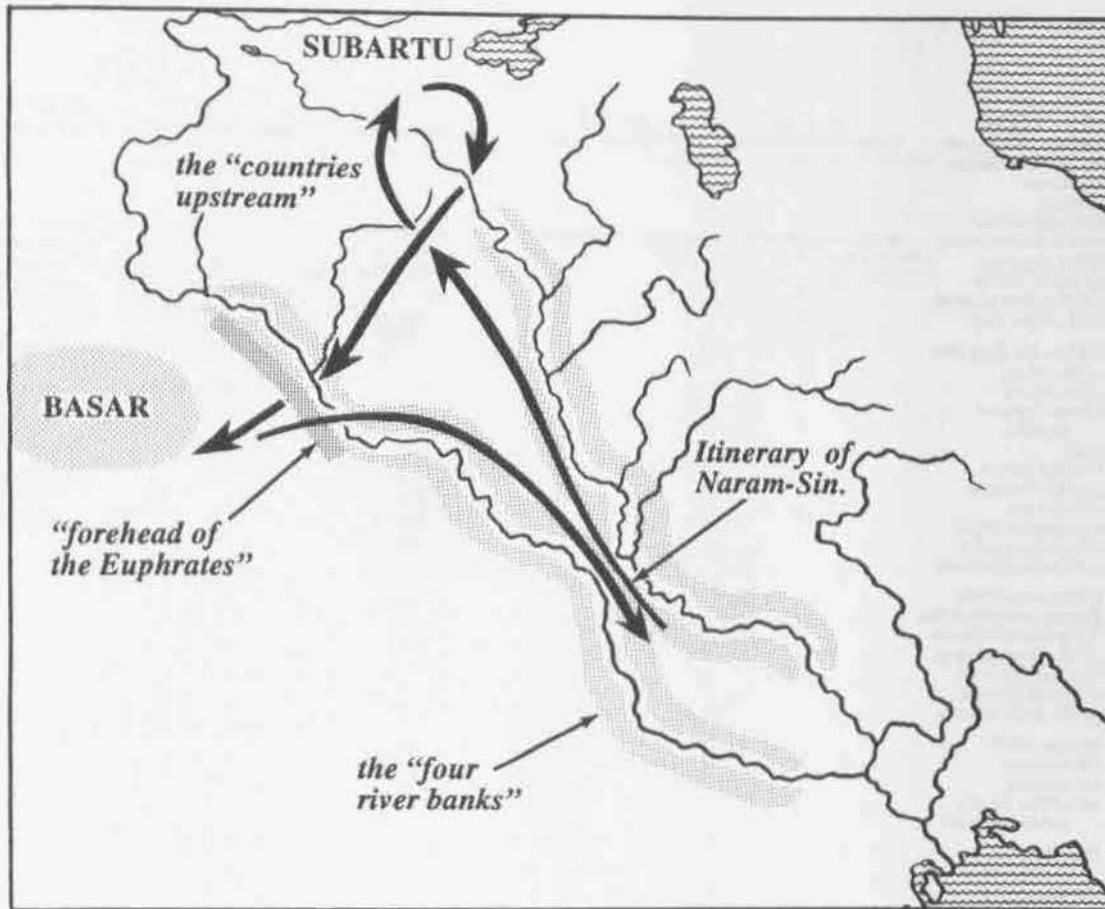 SUBARTU
the “countries
upstream”
BASAR
“forehead of
the Euphrates”
Itinerary of
Naram-Sin.
the “four
river banks”